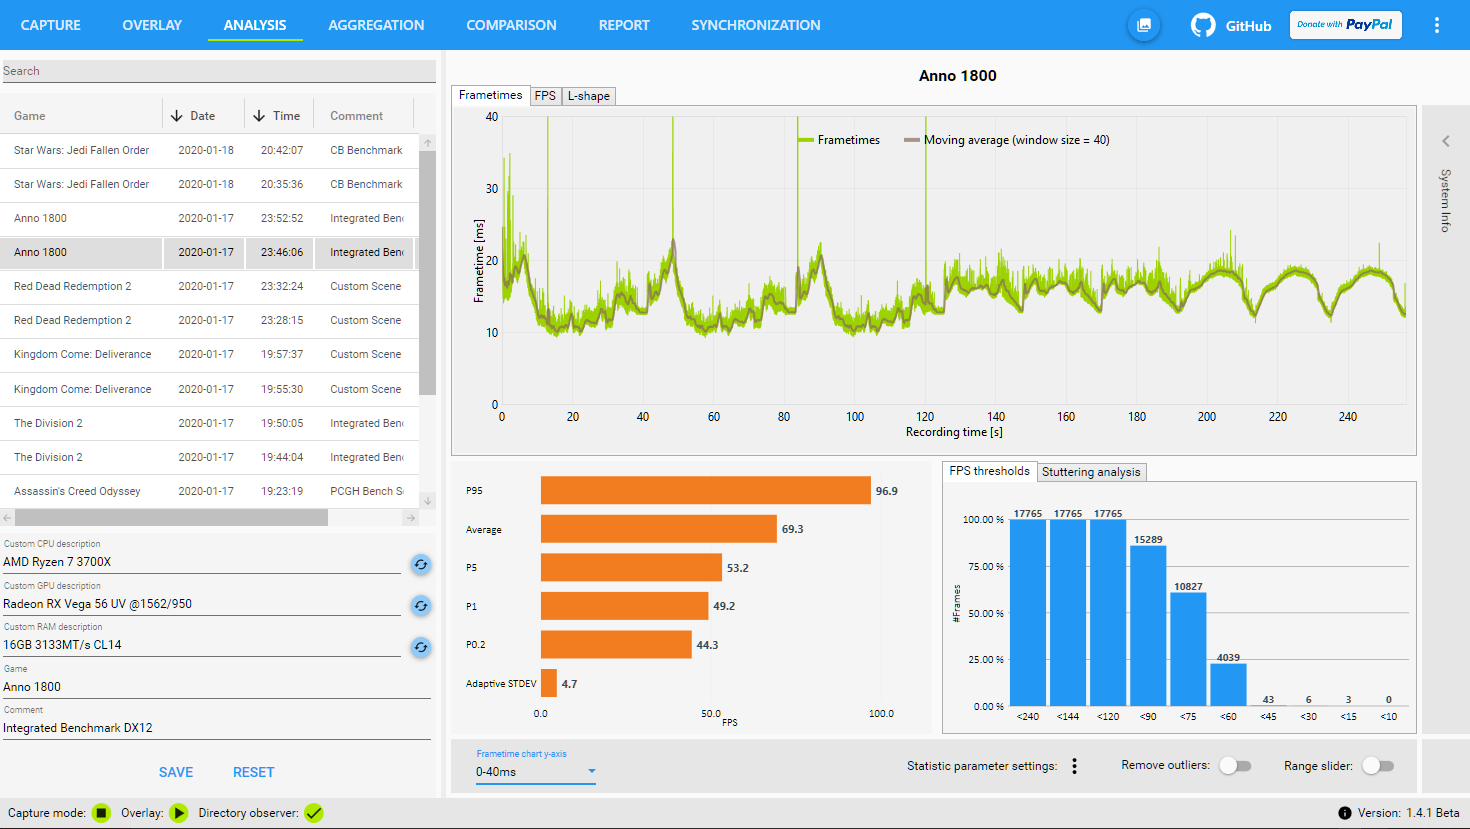 CAPTURE OVERLAY ANALYSIS AGGREGATION COMPARISON REPORT SYNCHRONIZATION GitHub Donate with PayPal
Search
Game Date Time Comment
Star Wars: Jedi Fallen Order 2020-01-18 20:42:07 CB Benchmark
Star Wars: Jedi Fallen Order 2020-01-18 20:35:36 CB Benchmark
Anno 1800 2020-01-17 23:52:52 Integrated Benc
Anno 1800 2020-01-17 23:46:06 Integrated Benc
Red Dead Redemption 2 2020-01-17 23:32:24 Custom Scene
Red Dead Redemption 2 2020-01-17 23:28:15 Custom Scene
Kingdom Come: Deliverance 2020-01-17 19:57:37 Custom Scene
Kingdom Come: Deliverance 2020-01-17 19:55:30 Custom Scene
The Division 2 2020-01-17 19:50:05 Integrated Benc
The Division 2 2020-01-17 19:44:04 Integrated Benc
Assassin's Creed Odyssey 2020-01-17 19:23:19 PCGH Bench S
Custom CPU description
AMD Ryzen 7 3700X
Custom GPU description
Radeon RX Vega 56 UV @1562/950
Custom RAM description
16GB 3133MT/s CL14
Game
Anno 1800
Comment
Integrated Benchmark DX12
SAVE RESET
Anno 1800
Frametimes FPS L-shape
Frametimes Moving average (window size = 40)
Frametime [ms]
40
30
20
10
0
0 20 40 60 80 100 120 140 160 180 200 220 240
Recording time [s]
System Info
P95 96.9
Average 69.3
P5 53.2
P1 49.2
P0.2 44.3
Adaptive STDEV 4.7
0.0 50.0 100.0
FPS
FPS thresholds Stuttering analysis
17765 17765 17765 15289 10827 4039 43 6 3 0
#Frames
100.00 %
75.00 %
50.00 %
25.00 %
0.00 %
<240 <144 <120 <90 <75 <60 <45 <30 <15 <10
Frametime chart y-axis
0-40ms
Statistic parameter settings: Remove outliers: Range slider:
Capture mode: Overlay: Directory observer: Version: 1.4.1 Beta